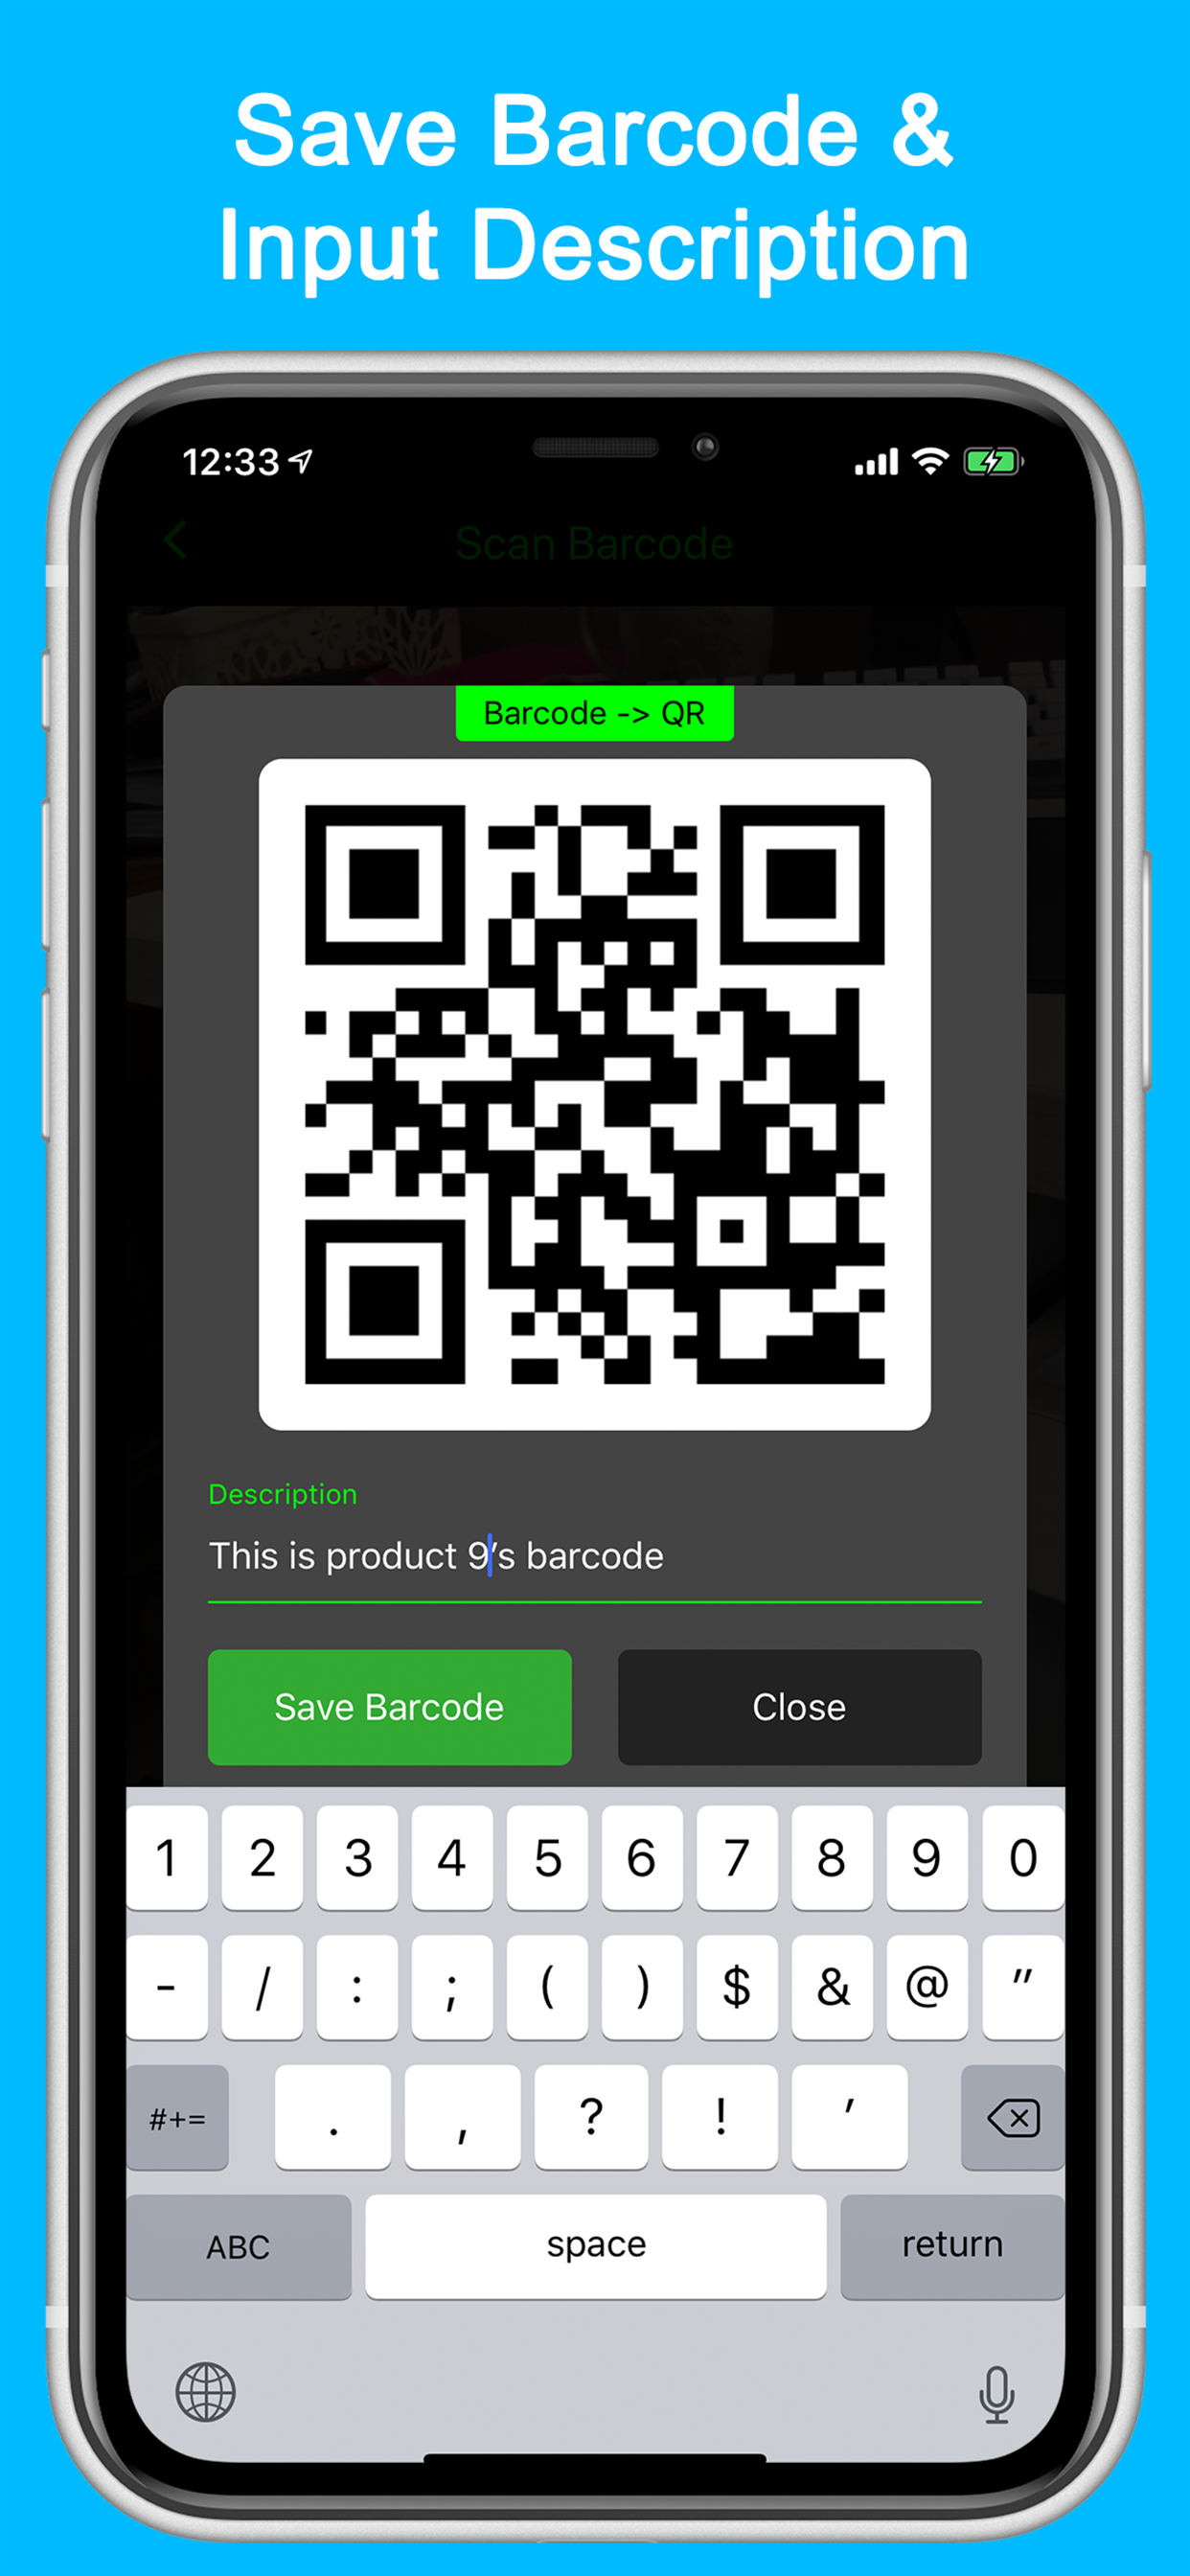 Save Barcode &
Input Description
12:33
Scan Barcode
Barcode -> QR
Description
This is product 9's barcode
Save Barcode Close
1 2 3 4 5 6 7 8 9 0
- / : ; ( ) $ & @ "
#+= . , ? ! '
ABC space return